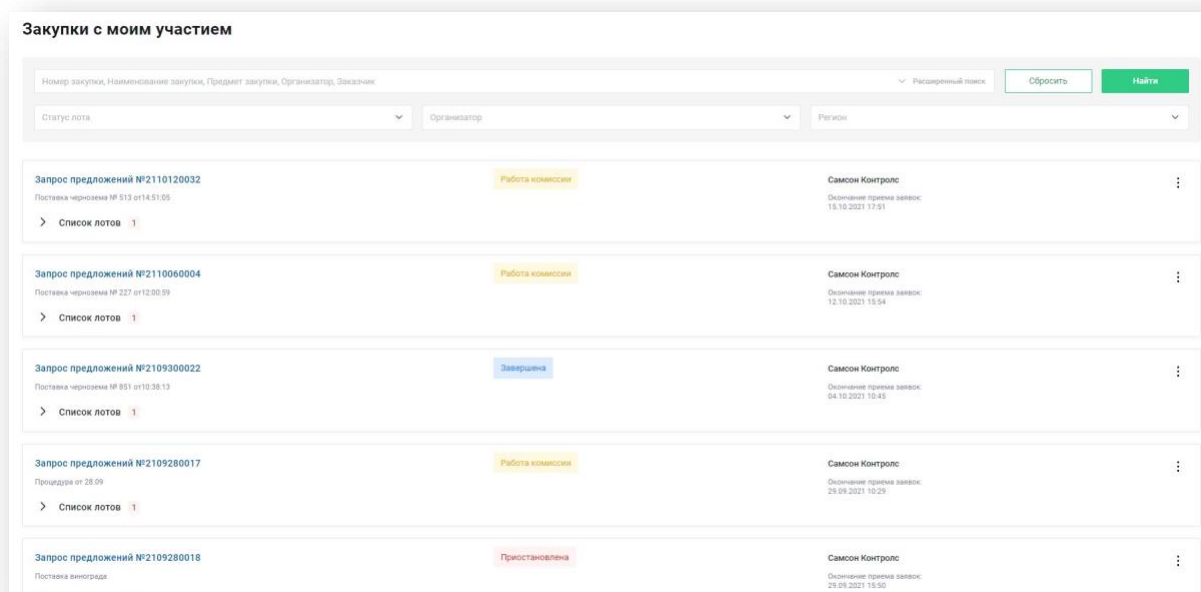 Закупки с моим участием
Номер закупки, Наименование закупки, Предмет закупки, Организатор, Заказчик
Расширенный поиск
Сбросить
Найти
Статус лота
Организатор
Регион
Запрос предложений №2110120032
Работа комиссии
Самсон Контролс
Поставка чернозема № 513 от14:51:05
Окончание приема заявок:
15.10.2021 17:51
Список лотов 1
Запрос предложений №2110060004
Работа комиссии
Самсон Контролс
Поставка чернозема № 227 от12:00:59
Окончание приема заявок:
12.10.2021 15:54
Список лотов 1
Запрос предложений №2109300022
Завершена
Самсон Контролс
Поставка чернозема № 851 от10:38:13
Окончание приема заявок:
04.10.2021 10:45
Список лотов 1
Запрос предложений №2109280017
Работа комиссии
Самсон Контролс
Процедура от 28.09
Окончание приема заявок:
29.09.2021 10:29
Список лотов 1
Запрос предложений №2109280018
Приостановлена
Самсон Контролс
Поставка винограда
Окончание приема заявок:
29.09.2021 15:50